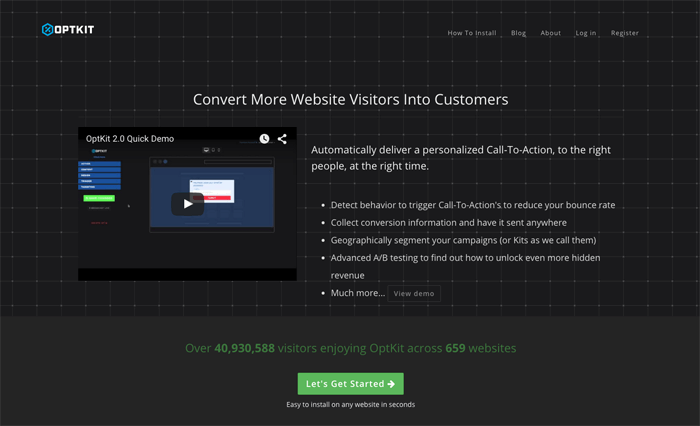 OPTKIT
How To Install Blog About Log in Register
Convert More Website Visitors Into Customers
OptKit 2.0 Quick Demo
OPTKIT
Automatically deliver a personalized Call-To-Action, to the right
people, at the right time.
Detect behavior to trigger Call-To-Action's to reduce your bounce rate
Collect conversion information and have it sent anywhere
Geographically segment your campaigns (or Kits as we call them)
Advanced A/B testing to find out how to unlock even more hidden
revenue
Much more... View demo
Over 40,930,588 visitors enjoying OptKit across 659 websites
Let's Get Started
Easy to install on any website in seconds